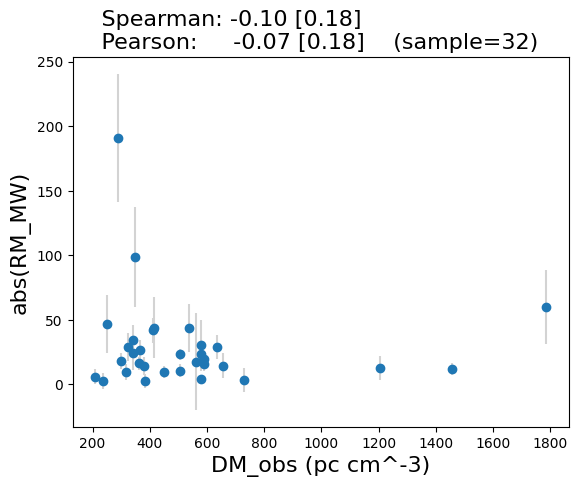 Spearman: -0.10 [0.18]
Pearson: -0.07 [0.18] (sample=32)
250
200
150
100
50
0
abs(RM_MW)
200 400 600 800 1000 1200 1400 1600 1800
DM_obs (pc cm^-3)